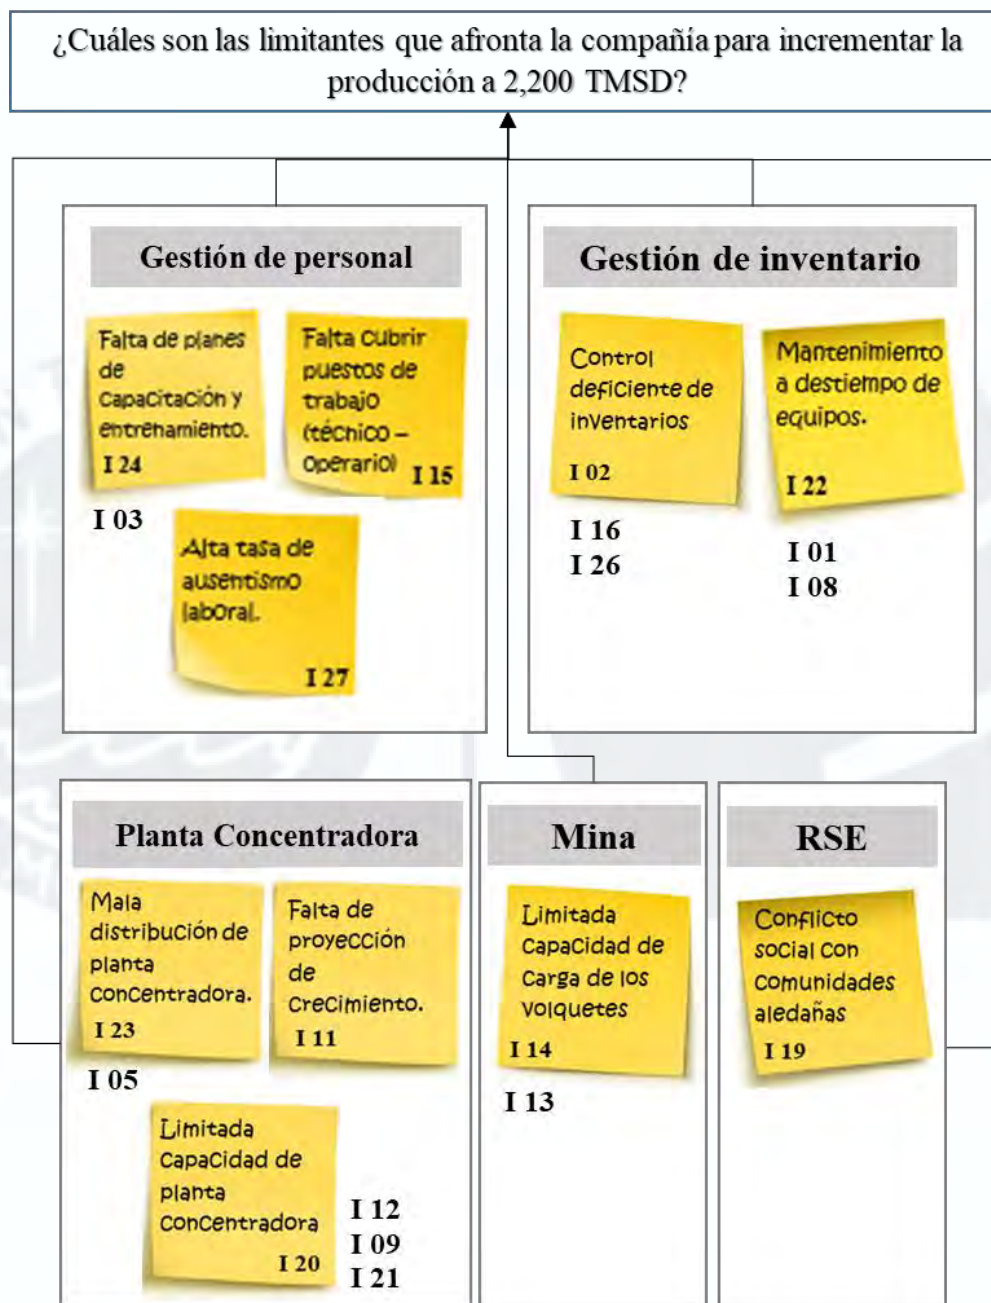 ¿Cuáles son las limitantes que afronta la compañía para incrementar la
producción a 2,200 TMSD?
Gestión de personal
Falta de planes
de
capacitación y
entrenamiento.
I 24
I 03
Falta cubrir
puestos de
trabajo
(técnico –
operario)
I 15
Alta tasa de
ausentismo
laboral.
I 27
Gestión de inventario
Control
deficiente de
inventarios
I 02
I 16
I 26
Mantenimiento
a destiempo de
equipos.
I 22
I 01
I 08
Planta Concentradora
Mala
distribución de
planta
concentradora.
I 23
I 05
Falta de
proyección
de
crecimiento.
I 11
Limitada
capacidad de
planta
concentradora
I 20
I 12
I 09
I 21
Mina
Limitada
capacidad de
carga de los
volquetes
I 14
I 13
RSE
Conflicto
social con
comunidades
aledañas
I 19